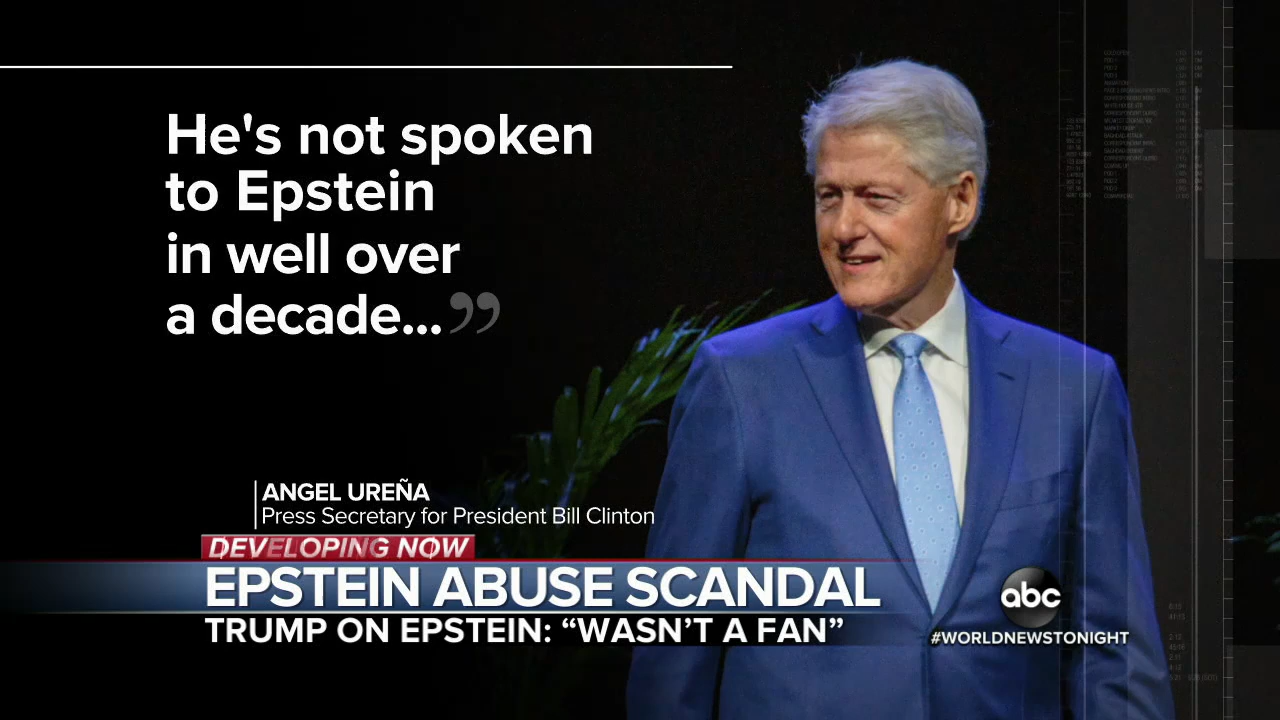 He's not spoken
to Epstein
in well over
a decade...”
ANGEL UREÑA
Press Secretary for President Bill Clinton
DEVELOPING NOW
EPSTEIN ABUSE SCANDAL
TRUMP ON EPSTEIN: “WASN'T A FAN”
abc
#WORLDNEWSTONIGHT